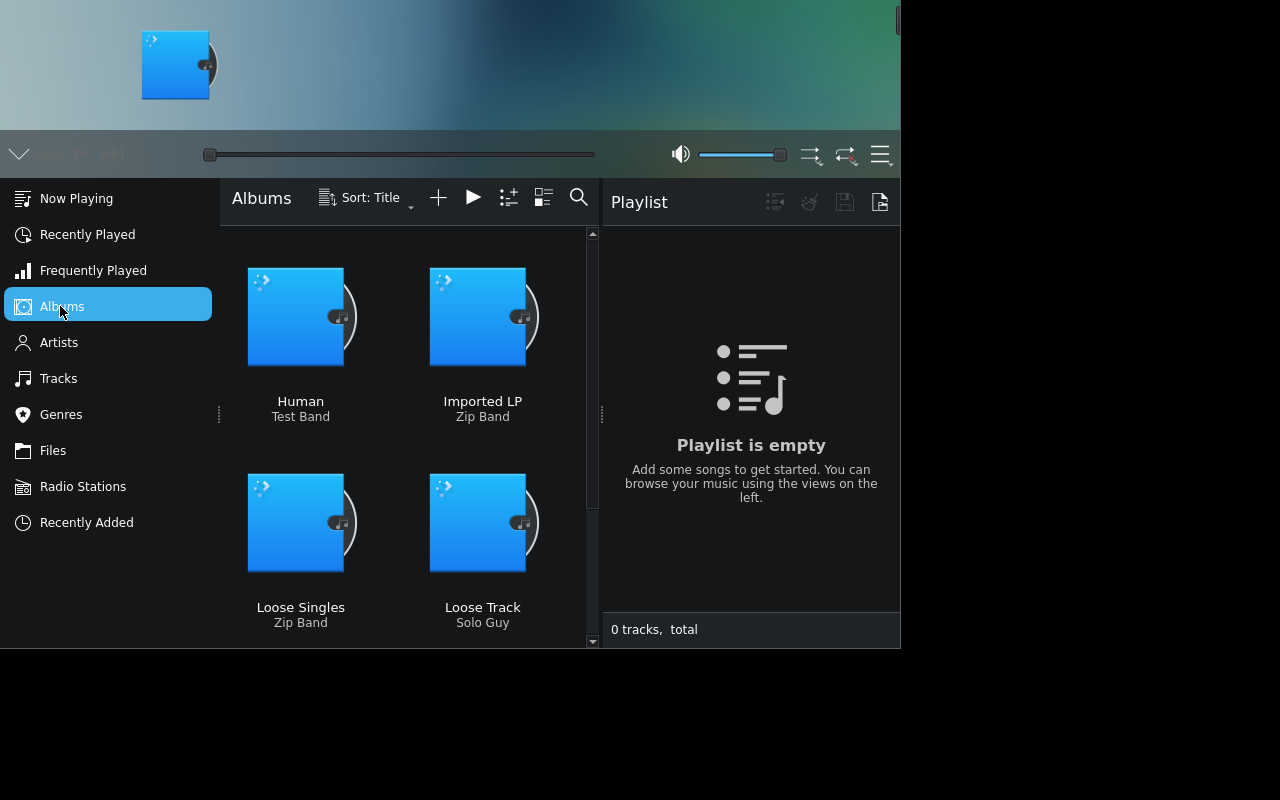 Now Playing
Recently Played
Frequently Played
Albums
Artists
Tracks
Genres
Files
Radio Stations
Recently Added
Albums
Sort: Title
Human
Test Band
Imported LP
Zip Band
Loose Singles
Zip Band
Loose Track
Solo Guy
Playlist
Playlist is empty
Add some songs to get started. You can
browse your music using the views on the
left.
0 tracks,  total